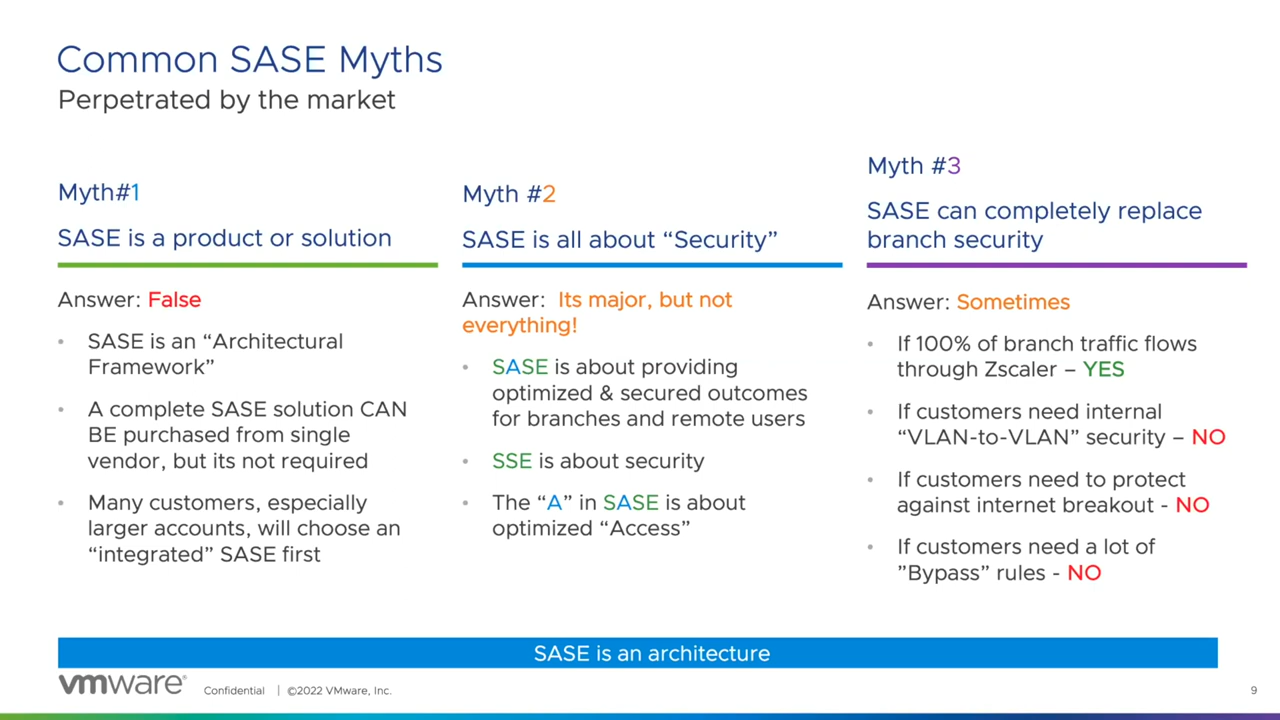 Common SASE Myths
Perpetrated by the market
Myth#1
SASE is a product or solution
Answer: False
• SASE is an “Architectural
Framework”
• A complete SASE solution CAN
BE purchased from single
vendor, but its not required
• Many customers, especially
larger accounts, will choose an
“integrated” SASE first
Myth #2
SASE is all about “Security”
Answer:  Its major, but not
everything!
• SASE is about providing
optimized & secured outcomes
for branches and remote users
• SSE is about security
• The “A” in SASE is about
optimized “Access”
Myth #3
SASE can completely replace
branch security
Answer: Sometimes
• If 100% of branch traffic flows
through Zscaler – YES
• If customers need internal
“VLAN-to-VLAN” security – NO
• If customers need to protect
against internet breakout - NO
• If customers need a lot of
”Bypass” rules - NO
SASE is an architecture
vmware®
Confidential | ©2022 VMware, Inc.
9